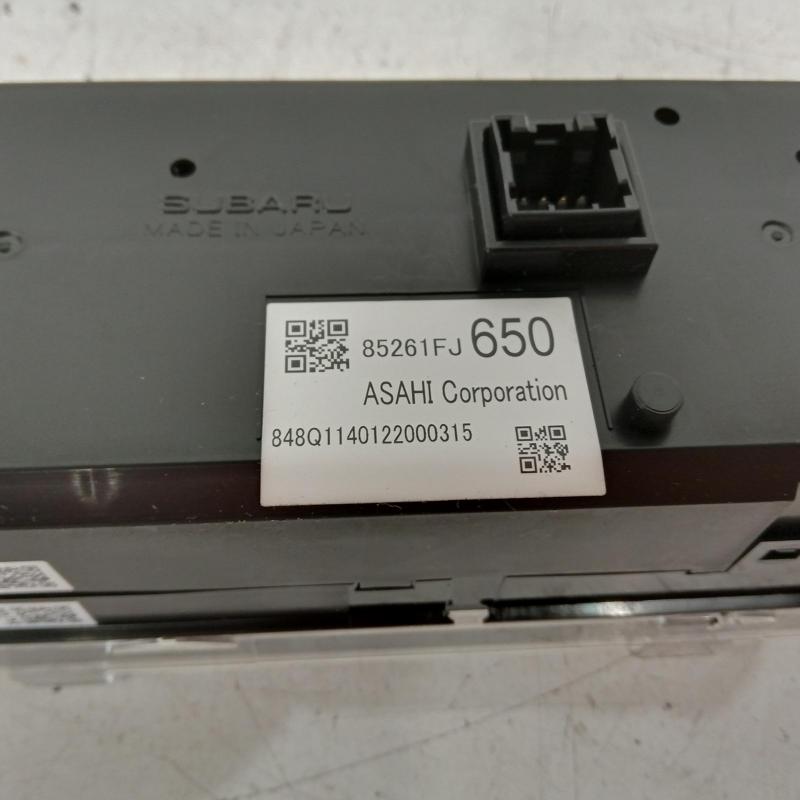 SUBARU
MADE IN JAPAN
85261FJ 650
ASAHI Corporation
848Q1140122000315